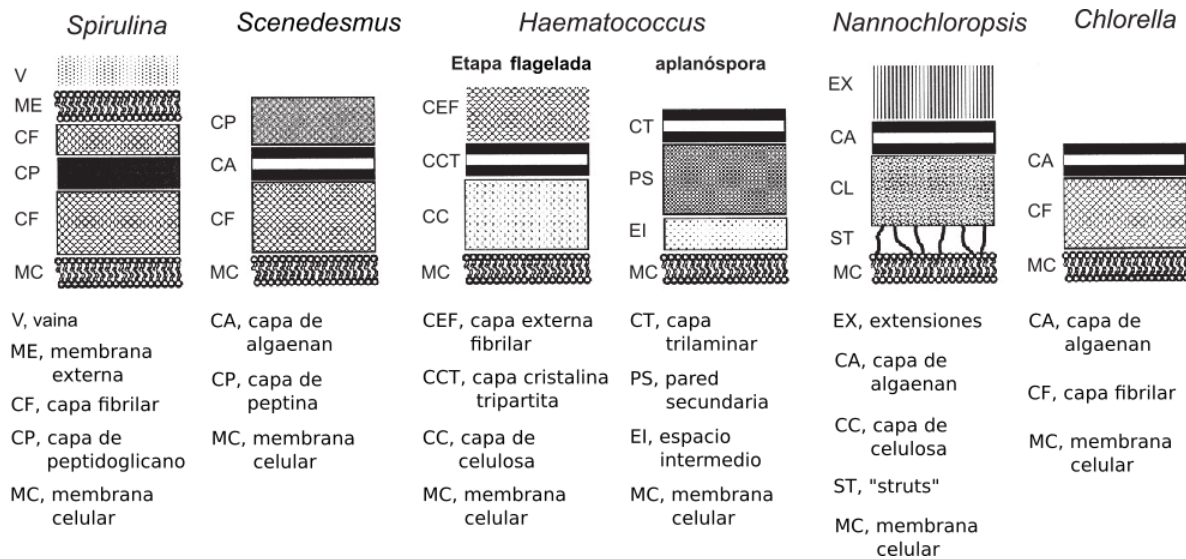 Spirulina
Scenedesmus
Haematococcus
Nannochloropsis
Chlorella
Etapa flagelada
aplanóspora
V
ME
CF
CP
CF
MC
CP
CA
CF
MC
CEF
CCT
CC
MC
CT
PS
EI
MC
EX
CA
CL
ST
MC
CA
CF
MC
V, vaina
ME, membrana
externa
CF, capa fibrilar
CP, capa de
peptidoglicano
MC, membrana
celular
CA, capa de
algaenan
CP, capa de
peptina
MC, membrana
celular
CEF, capa externa
fibrilar
CCT, capa cristalina
tripartita
CC, capa de
celulosa
MC, membrana
celular
CT, capa
trilaminar
PS, pared
secundaria
EI, espacio
intermedio
MC, membrana
celular
EX, extensiones
CA, capa de
algaenan
CC, capa de
celulosa
ST, "struts"
MC, membrana
celular
CA, capa de
algaenan
CF, capa fibrilar
MC, membrana
celular